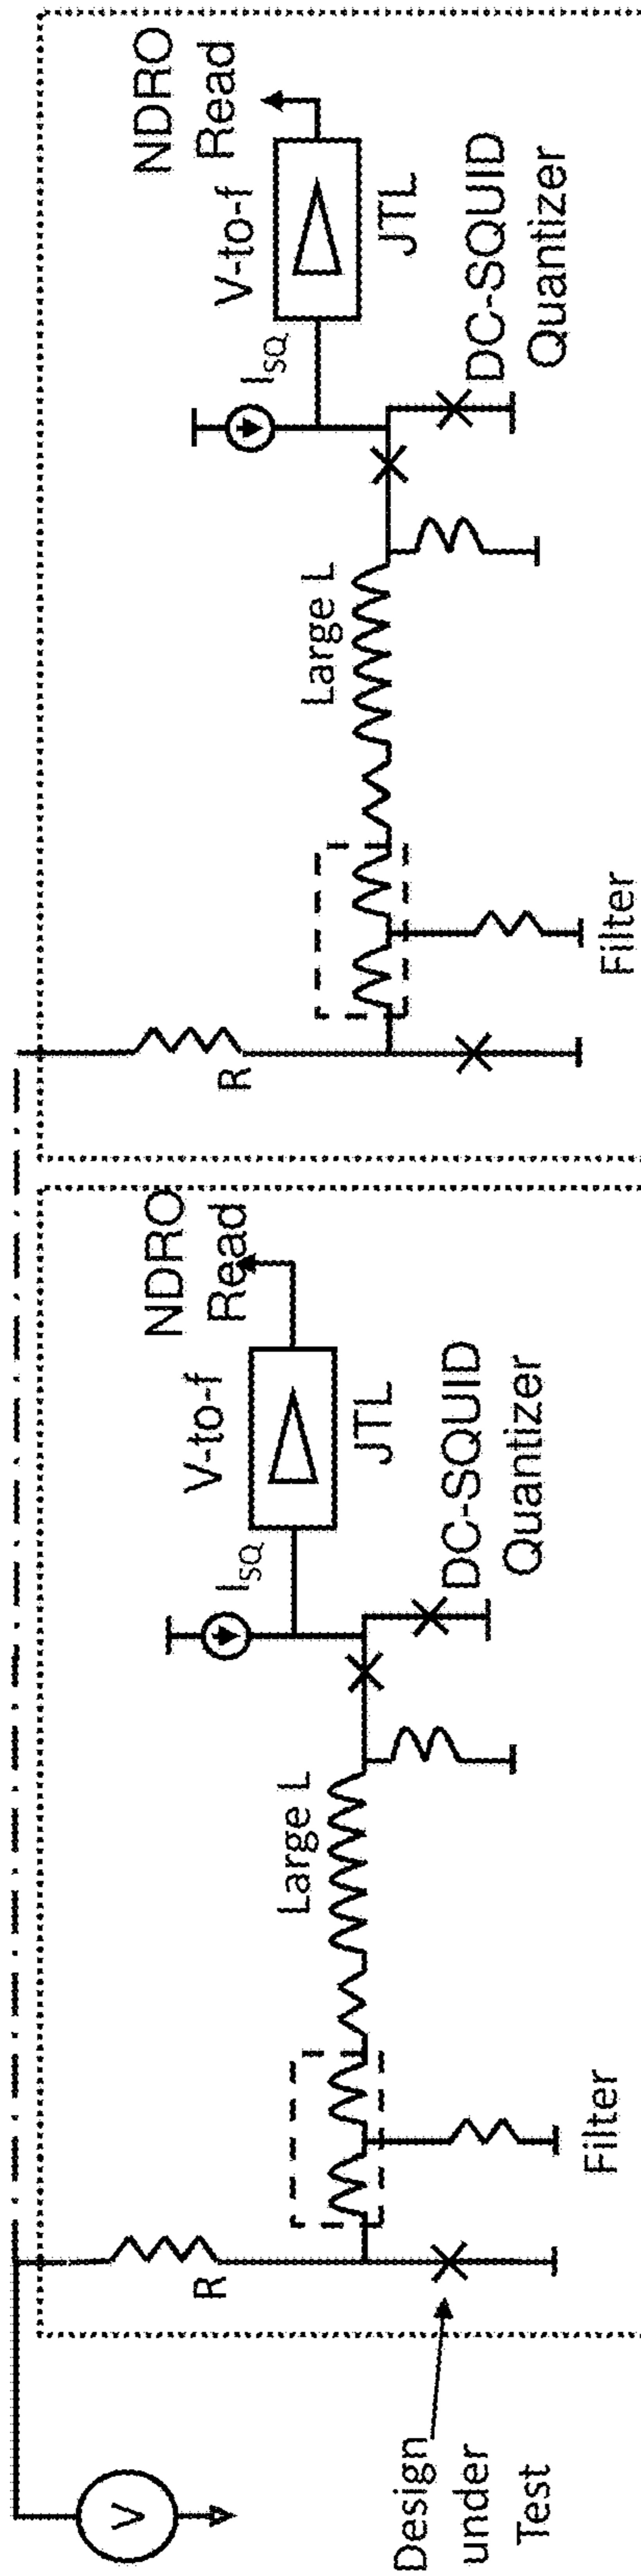 V
Design
under
Test
R
Filter
Large L
I_SQ
V-to-f
JTL
NDRO
Read
DC-SQUID
Quantizer
R
Filter
Large L
I_SQ
V-to-f
JTL
NDRO
Read
DC-SQUID
Quantizer